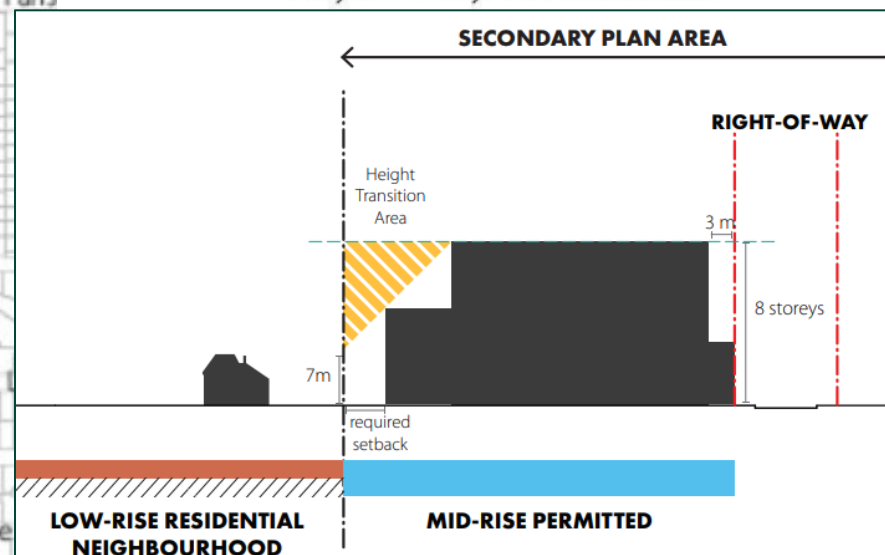 SECONDARY PLAN AREA
RIGHT-OF-WAY
Height
Transition
Area
3 m
8 storeys
7m
required
setback
LOW-RISE RESIDENTIAL
NEIGHBOURHOOD
MID-RISE PERMITTED